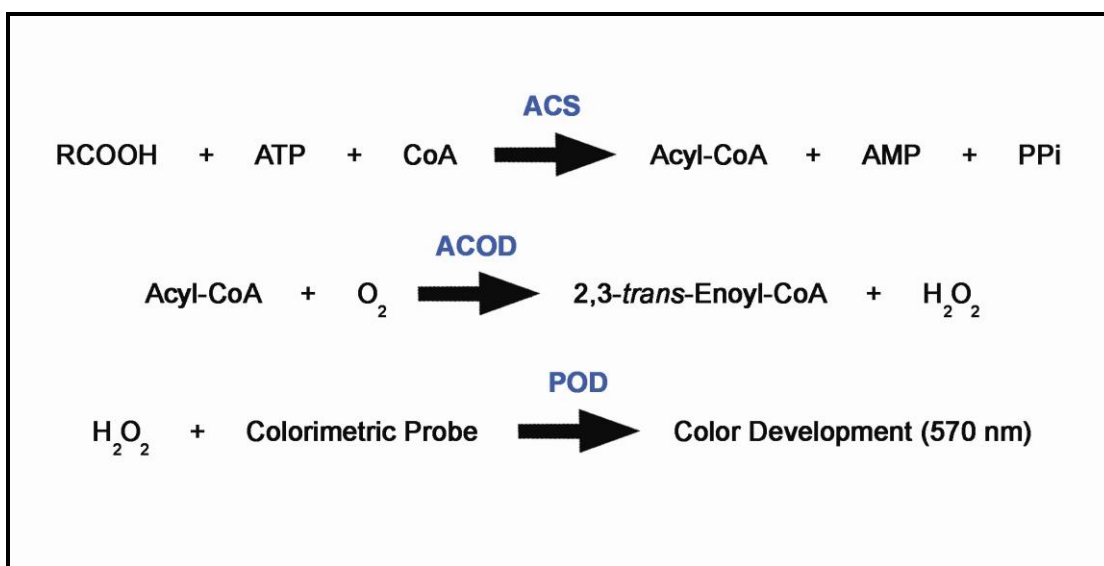 ACS
RCOOH + ATP + CoA Acyl-CoA + AMP + PPi
ACOD
Acyl-CoA + O₂ 2,3-trans-Enoyl-CoA + H₂O₂
POD
H₂O₂ + Colorimetric Probe Color Development (570 nm)